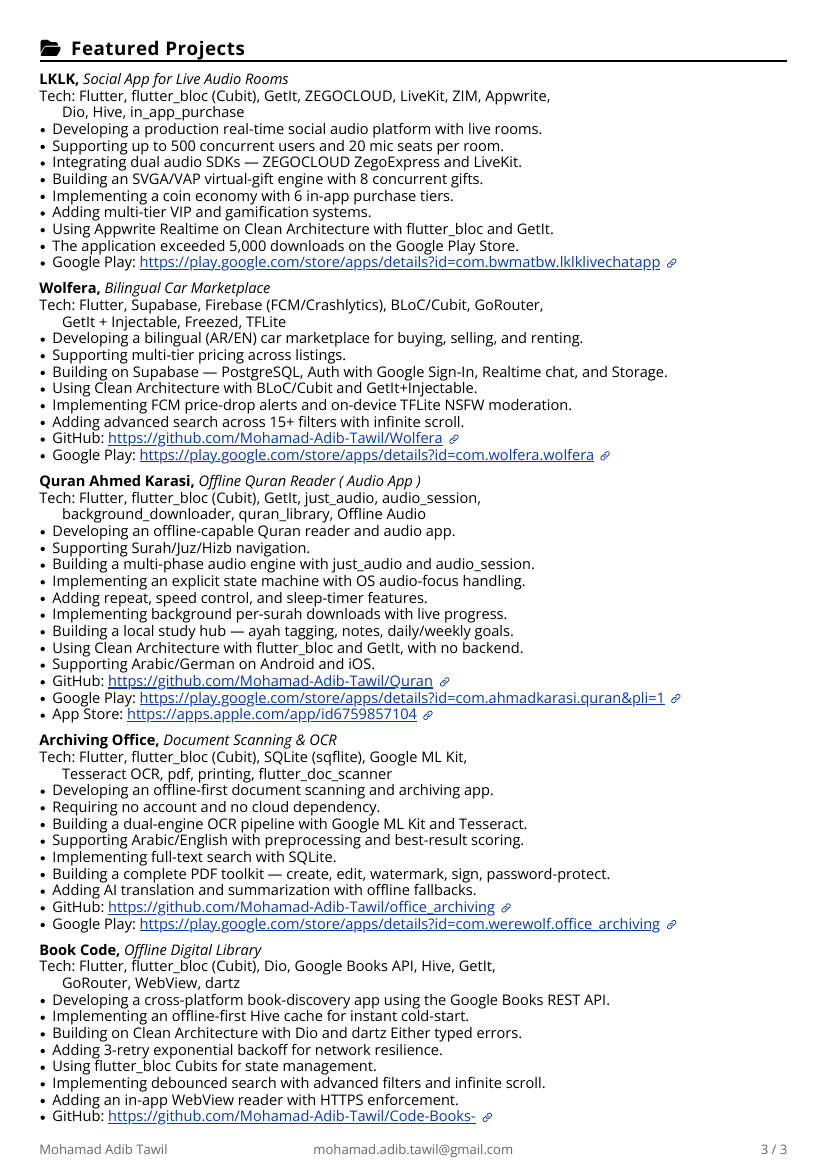 Featured Projects
LKLK, Social App for Live Audio Rooms
Tech: Flutter, flutter_bloc (Cubit), GetIt, ZEGOCLOUD, LiveKit, ZIM, Appwrite,
Dio, Hive, in_app_purchase
• Developing a production real-time social audio platform with live rooms.
• Supporting up to 500 concurrent users and 20 mic seats per room.
• Integrating dual audio SDKs — ZEGOCLOUD ZegoExpress and LiveKit.
• Building an SVGA/VAP virtual-gift engine with 8 concurrent gifts.
• Implementing a coin economy with 6 in-app purchase tiers.
• Adding multi-tier VIP and gamification systems.
• Using Appwrite Realtime on Clean Architecture with flutter_bloc and GetIt.
• The application exceeded 5,000 downloads on the Google Play Store.
• Google Play: https://play.google.com/store/apps/details?id=com.bwmatbw.lklklivechatapp
Wolfera, Bilingual Car Marketplace
Tech: Flutter, Supabase, Firebase (FCM/Crashlytics), BLoC/Cubit, GoRouter,
GetIt + Injectable, Freezed, TFLite
• Developing a bilingual (AR/EN) car marketplace for buying, selling, and renting.
• Supporting multi-tier pricing across listings.
• Building on Supabase — PostgreSQL, Auth with Google Sign-In, Realtime chat, and Storage.
• Using Clean Architecture with BLoC/Cubit and GetIt+Injectable.
• Implementing FCM price-drop alerts and on-device TFLite NSFW moderation.
• Adding advanced search across 15+ filters with infinite scroll.
• GitHub: https://github.com/Mohamad-Adib-Tawil/Wolfera
• Google Play: https://play.google.com/store/apps/details?id=com.wolfera.wolfera
Quran Ahmed Karasi, Offline Quran Reader ( Audio App )
Tech: Flutter, flutter_bloc (Cubit), GetIt, just_audio, audio_session,
background_downloader, quran_library, Offline Audio
• Developing an offline-capable Quran reader and audio app.
• Supporting Surah/Juz/Hizb navigation.
• Building a multi-phase audio engine with just_audio and audio_session.
• Implementing an explicit state machine with OS audio-focus handling.
• Adding repeat, speed control, and sleep-timer features.
• Implementing background per-surah downloads with live progress.
• Building a local study hub — ayah tagging, notes, daily/weekly goals.
• Using Clean Architecture with flutter_bloc and GetIt, with no backend.
• Supporting Arabic/German on Android and iOS.
• GitHub: https://github.com/Mohamad-Adib-Tawil/Quran
• Google Play: https://play.google.com/store/apps/details?id=com.ahmadkarasi.quran&pli=1
• App Store: https://apps.apple.com/app/id6759857104
Archiving Office, Document Scanning & OCR
Tech: Flutter, flutter_bloc (Cubit), SQLite (sqflite), Google ML Kit,
Tesseract OCR, pdf, printing, flutter_doc_scanner
• Developing an offline-first document scanning and archiving app.
• Requiring no account and no cloud dependency.
• Building a dual-engine OCR pipeline with Google ML Kit and Tesseract.
• Supporting Arabic/English with preprocessing and best-result scoring.
• Implementing full-text search with SQLite.
• Building a complete PDF toolkit — create, edit, watermark, sign, password-protect.
• Adding AI translation and summarization with offline fallbacks.
• GitHub: https://github.com/Mohamad-Adib-Tawil/office_archiving
• Google Play: https://play.google.com/store/apps/details?id=com.werewolf.office_archiving
Book Code, Offline Digital Library
Tech: Flutter, flutter_bloc (Cubit), Dio, Google Books API, Hive, GetIt,
GoRouter, WebView, dartz
• Developing a cross-platform book-discovery app using the Google Books REST API.
• Implementing an offline-first Hive cache for instant cold-start.
• Building on Clean Architecture with Dio and dartz Either typed errors.
• Adding 3-retry exponential backoff for network resilience.
• Using flutter_bloc Cubits for state management.
• Implementing debounced search with advanced filters and infinite scroll.
• Adding an in-app WebView reader with HTTPS enforcement.
• GitHub: https://github.com/Mohamad-Adib-Tawil/Code-Books-
Mohamad Adib Tawil mohamad.adib.tawil@gmail.com 3 / 3